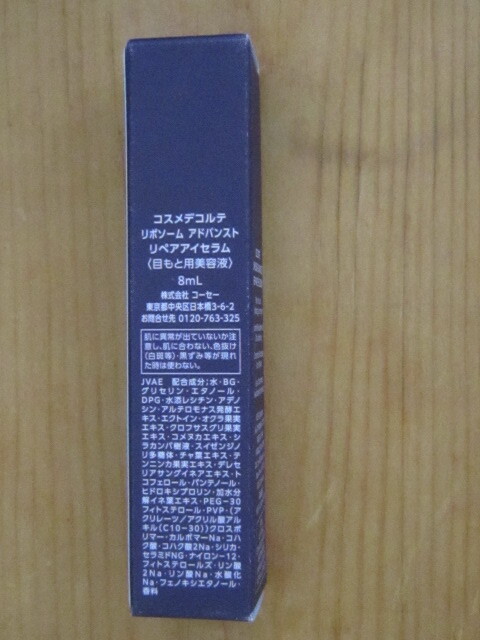 コスメデコルテ
リポソーム アドバンスト
リペアアイセラム
〈目もと用美容液〉
8mL
株式会社 コーセー
東京都中央区日本橋3-6-2
お問合せ先 0120-763-325
肌に異常が出ていないか注
意し、肌に合わない、色抜け
(白斑等)・黒ずみ等が現れ
た時は使わない。
JVAE 配合成分;水・BG・
グリセリン・エタノール・
DPG・水添レシチン・アデノ
シン・アルテロモナス発酵エ
キス・エクトイン・オクラ果実
エキス・グロフサスグリ果実
エキス・コメヌカエキス・シ
ラカンバ樹液・スイゼンジノ
リ多糖体・チャ葉エキス・テ
ンニンカ果実エキス・デレセ
リアサングイネアエキス・ト
コフェロール・パンテノール・
ヒドロキシプロリン・加水分
解イネ葉エキス・PEG-30
フィトステロール・PVP・(ア
クリレーツ/アクリル酸アル
キル(C10-30))クロスポ
リマー・カルボマーNa・コハ
ク酸・コハク酸2Na・シリカ・
セラミドNG・ナイロン-12・
フィトステロールズ・リン酸
2Na・リン酸Na・水酸化
Na・フェノキシエタノール・
香料